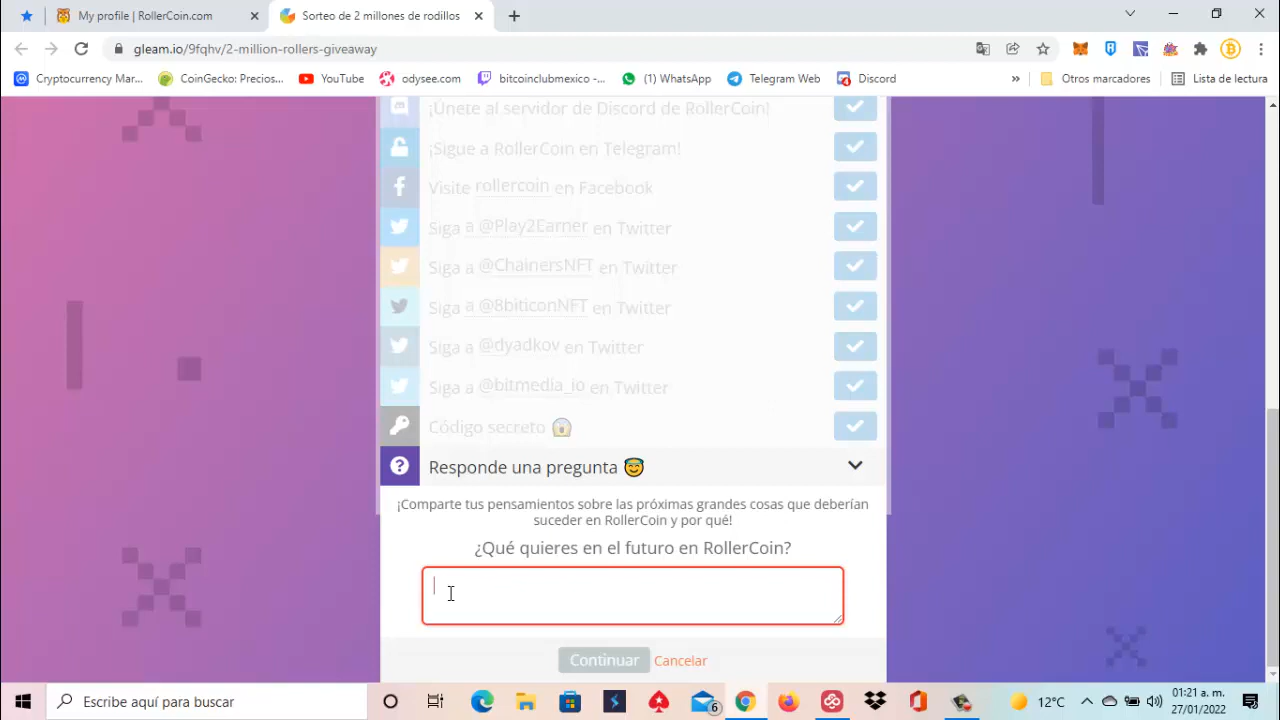 My profile | RollerCoin.com
Sorteo de 2 millones de rodillos
gleam.io/9fqhv/2-million-rollers-giveaway
Cryptocurrency Mar...
CoinGecko: Precios...
YouTube
odysee.com
bitcoinclubmexico -...
(1) WhatsApp
Telegram Web
Discord
»
Otros marcadores
Lista de lectura
¡Únete al servidor de Discord de RollerCoin!
¡Sigue a RollerCoin en Telegram!
Visite rollercoin en Facebook
Siga a @Play2Earner en Twitter
Siga a @ChainersNFT en Twitter
Siga a @8biticonNFT en Twitter
Siga a @dyadkov en Twitter
Siga a @bitmedia_io en Twitter
Código secreto 😱
Responde una pregunta 😇
¡Comparte tus pensamientos sobre las próximas grandes cosas que deberían
suceder en RollerCoin y por qué!
¿Qué quieres en el futuro en RollerCoin?
Continuar Cancelar
Escribe aquí para buscar
6
12°C
01:21 a. m.
27/01/2022